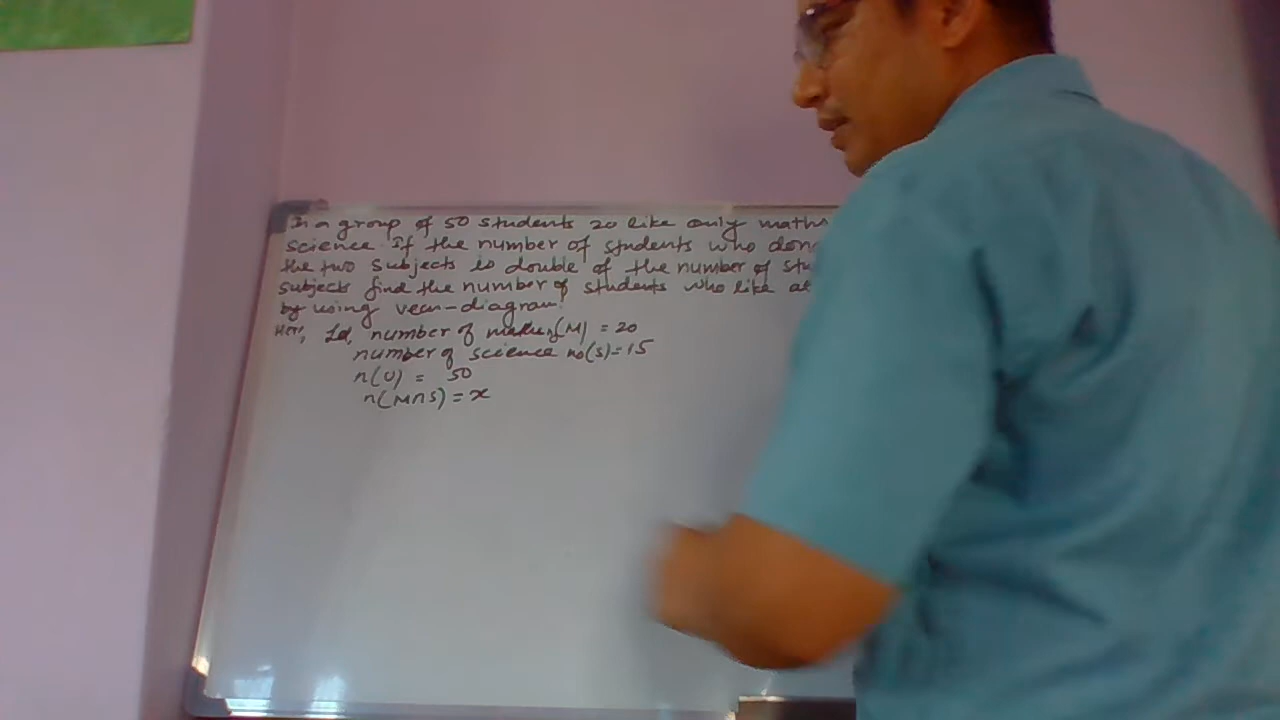 In a group of 50 students 20 like only maths
science. If the number of students who don
the two subjects is double of the number of stu
subjects find the number of students who like at
by using veen-diagram.
Here, Let, number of maths n(M) = 20
number of science no(s) = 15
n(U) = 50
n(M∩S) = x